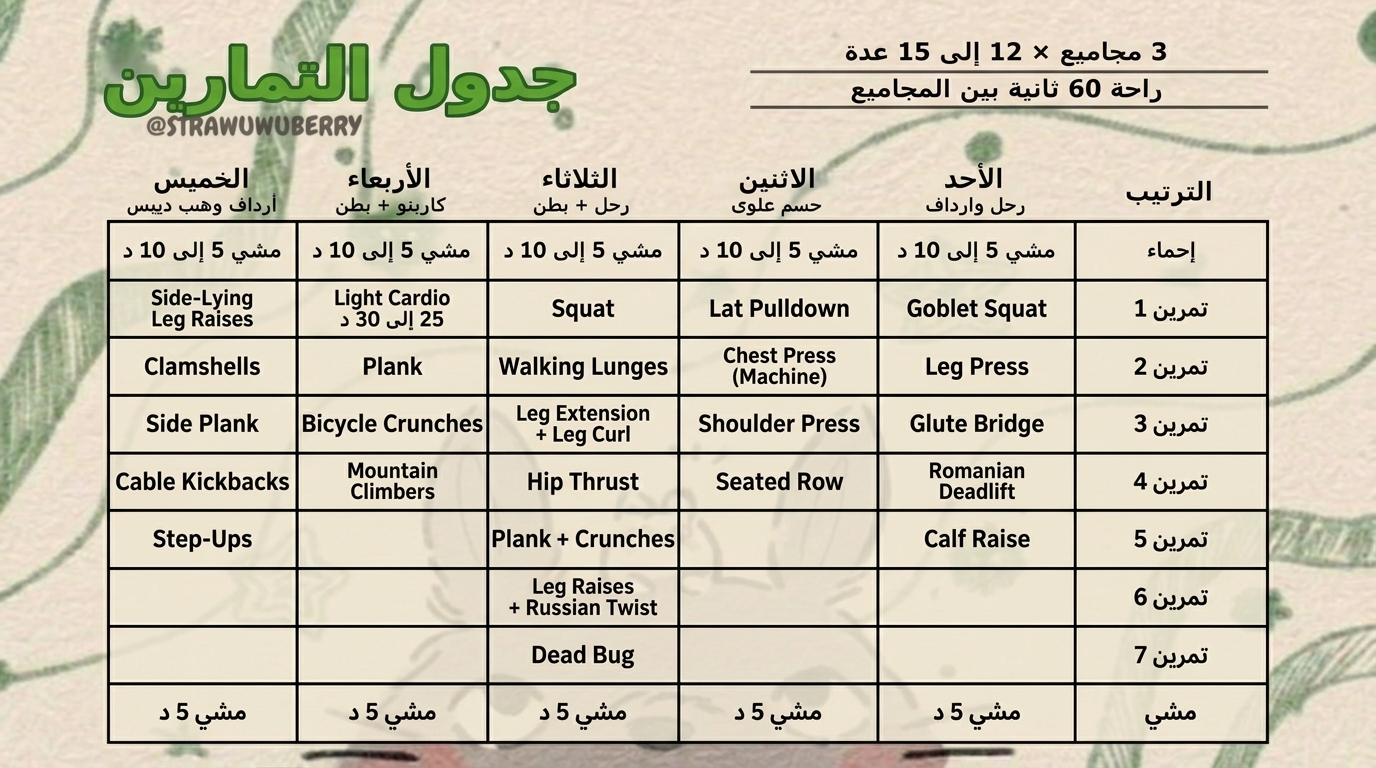 جدول التمارين
@STRAWUWUBERRY
3 مجاميع × 12 إلى 15 عدة
راحة 60 ثانية بين المجاميع
الترتيب
الأحد
رحل وارداف
الاثنين
حسم علوى
الثلاثاء
رحل + بطن
الأربعاء
كاربنو + بطن
الخميس
أرداف وهىب دىبس
إحماء
مشي 5 إلى 10 د
مشي 5 إلى 10 د
مشي 5 إلى 10 د
مشي 5 إلى 10 د
مشي 5 إلى 10 د
تمرين 1
Goblet Squat
Lat Pulldown
Squat
Light Cardio
25 إلى 30 د
Side-Lying
Leg Raises
تمرين 2
Leg Press
Chest Press
(Machine)
Walking Lunges
Plank
Clamshells
تمرين 3
Glute Bridge
Shoulder Press
Leg Extension
+ Leg Curl
Bicycle Crunches
Side Plank
تمرين 4
Romanian
Deadlift
Seated Row
Hip Thrust
Mountain
Climbers
Cable Kickbacks
تمرين 5
Calf Raise
Plank + Crunches
Step-Ups
تمرين 6
Leg Raises
+ Russian Twist
تمرين 7
Dead Bug
مشي
مشي 5 د
مشي 5 د
مشي 5 د
مشي 5 د
مشي 5 د